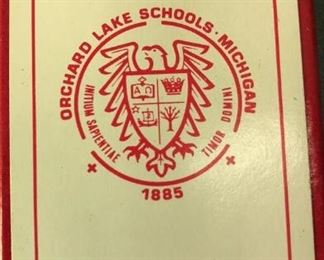 ORCHARD LAKE SCHOOLS · MICHIGAN
INITIUM SAPIENTIAE
TIMOR DOMINI
1885